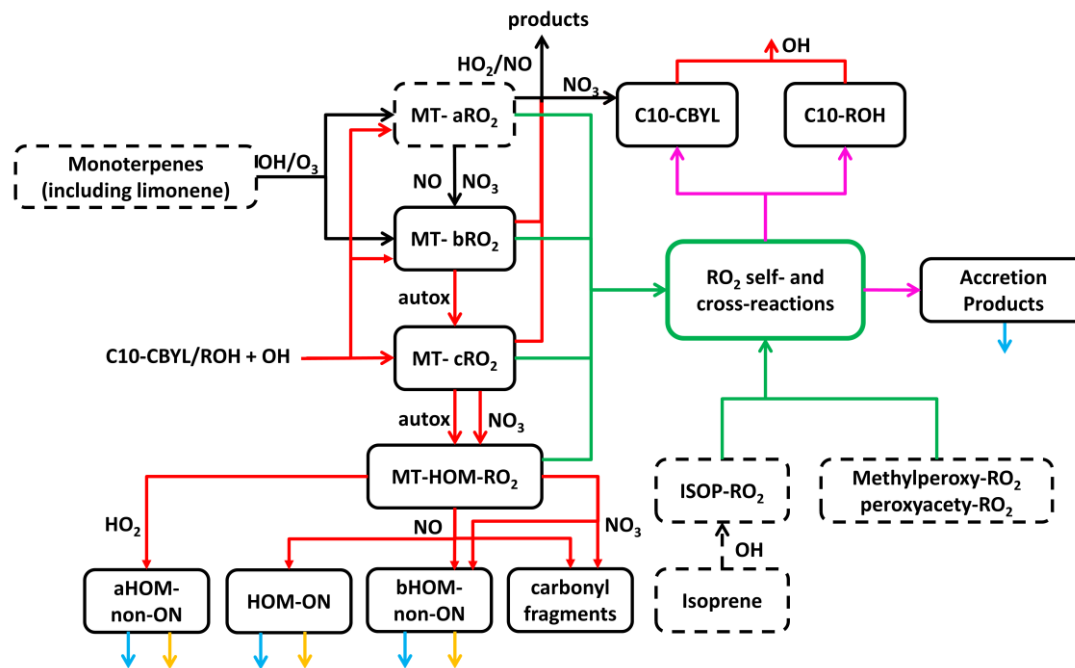 products
OH
HO₂/NO
NO₃
MT- aRO₂
C10-CBYL
C10-ROH
Monoterpenes
(including limonene)
OH/O₃
NO
NO₃
MT- bRO₂
RO₂ self- and
cross-reactions
Accretion
Products
autox
C10-CBYL/ROH + OH
MT- cRO₂
autox
NO₃
MT-HOM-RO₂
ISOP-RO₂
Methylperoxy-RO₂
peroxyacety-RO₂
HO₂
NO
NO₃
OH
aHOM-
non-ON
HOM-ON
bHOM-
non-ON
carbonyl
fragments
Isoprene